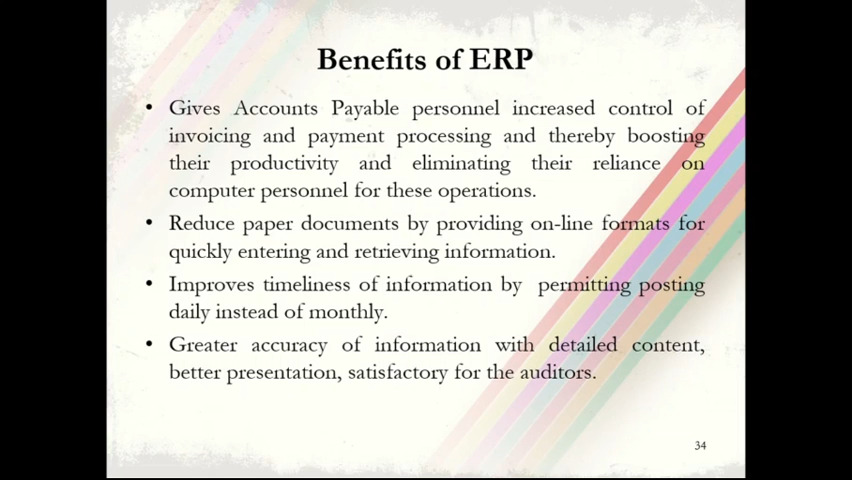 Benefits of ERP
• Gives Accounts Payable personnel increased control of
invoicing and payment processing and thereby boosting
their productivity and eliminating their reliance on
computer personnel for these operations.
• Reduce paper documents by providing on-line formats for
quickly entering and retrieving information.
• Improves timeliness of information by permitting posting
daily instead of monthly.
• Greater accuracy of information with detailed content,
better presentation, satisfactory for the auditors.
34